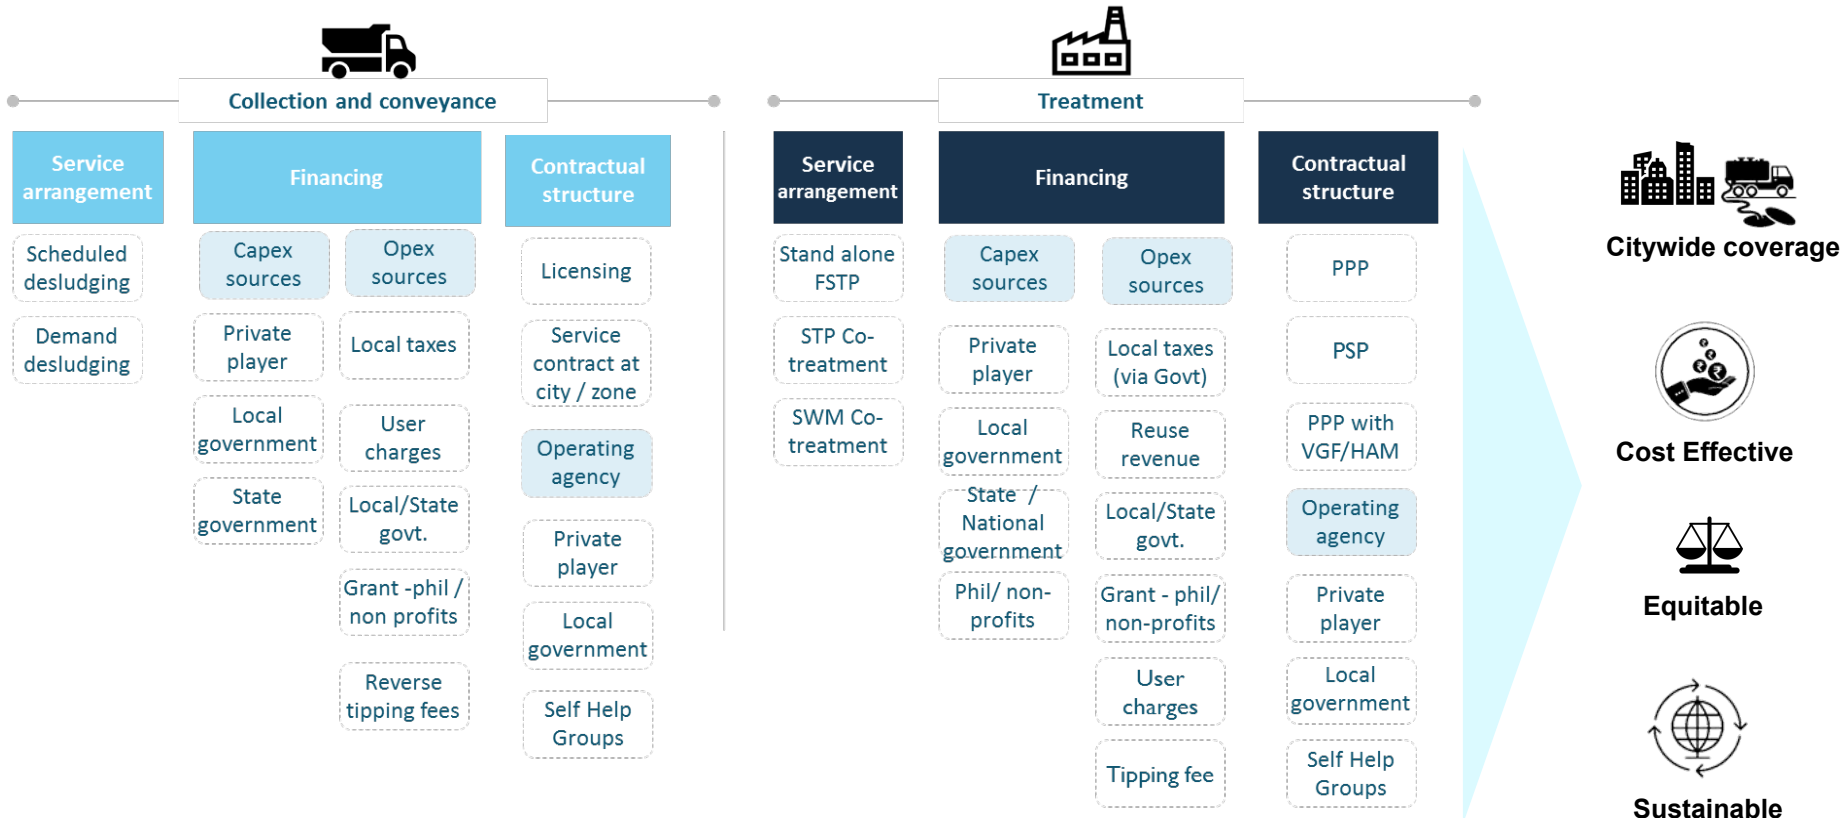 Collection and conveyance
Service
arrangement
Scheduled
desludging
Demand
desludging
Financing
Capex
sources
Private
player
Local
government
State
government
Opex
sources
Local taxes
User
charges
Local/State
govt.
Grant -phil /
non profits
Reverse
tipping fees
Contractual
structure
Licensing
Service
contract at
city / zone
Operating
agency
Private
player
Local
government
Self Help
Groups
Treatment
Service
arrangement
Stand alone
FSTP
STP Co-
treatment
SWM Co-
treatment
Financing
Capex
sources
Private
player
Local
government
State /
National
government
Phil/ non-
profits
Opex
sources
Local taxes
(via Govt)
Reuse
revenue
Local/State
govt.
Grant - phil/
non-profits
User
charges
Tipping fee
Contractual
structure
PPP
PSP
PPP with
VGF/HAM
Operating
agency
Private
player
Local
government
Self Help
Groups
Citywide coverage
₹
₹
₹
₹
₹
Cost Effective
Equitable
Sustainable